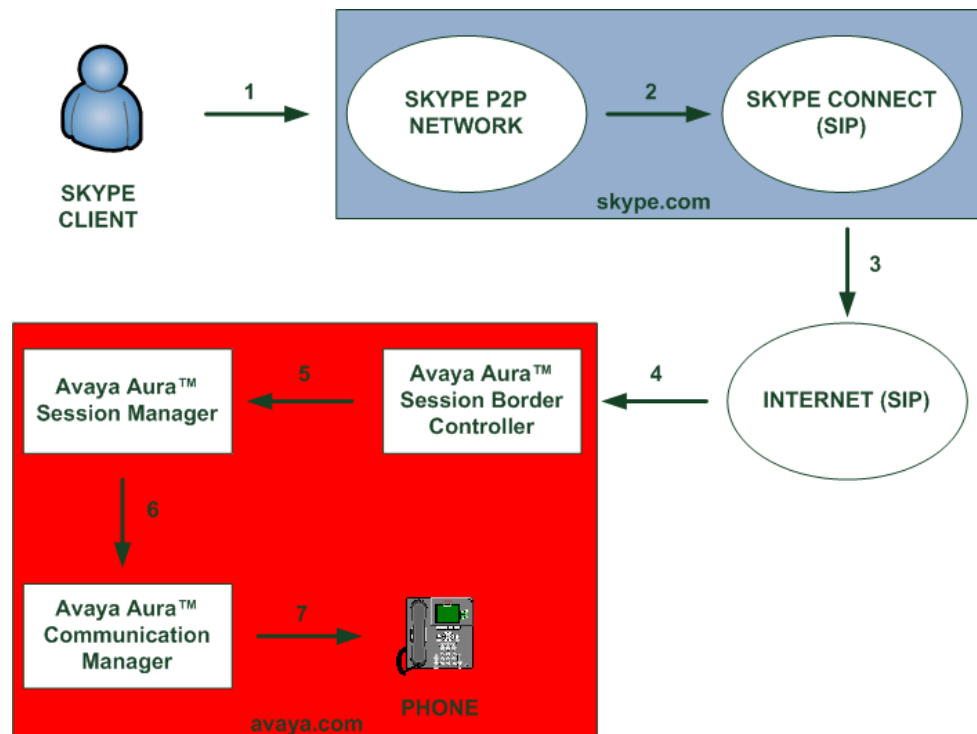 1
2
SKYPE P2P
NETWORK
SKYPE CONNECT
(SIP)
SKYPE
CLIENT
skype.com
3
Avaya Aura™
Session Manager
5
Avaya Aura™
Session Border
Controller
4
INTERNET (SIP)
6
Avaya Aura™
Communication
Manager
7
PHONE
avaya.com